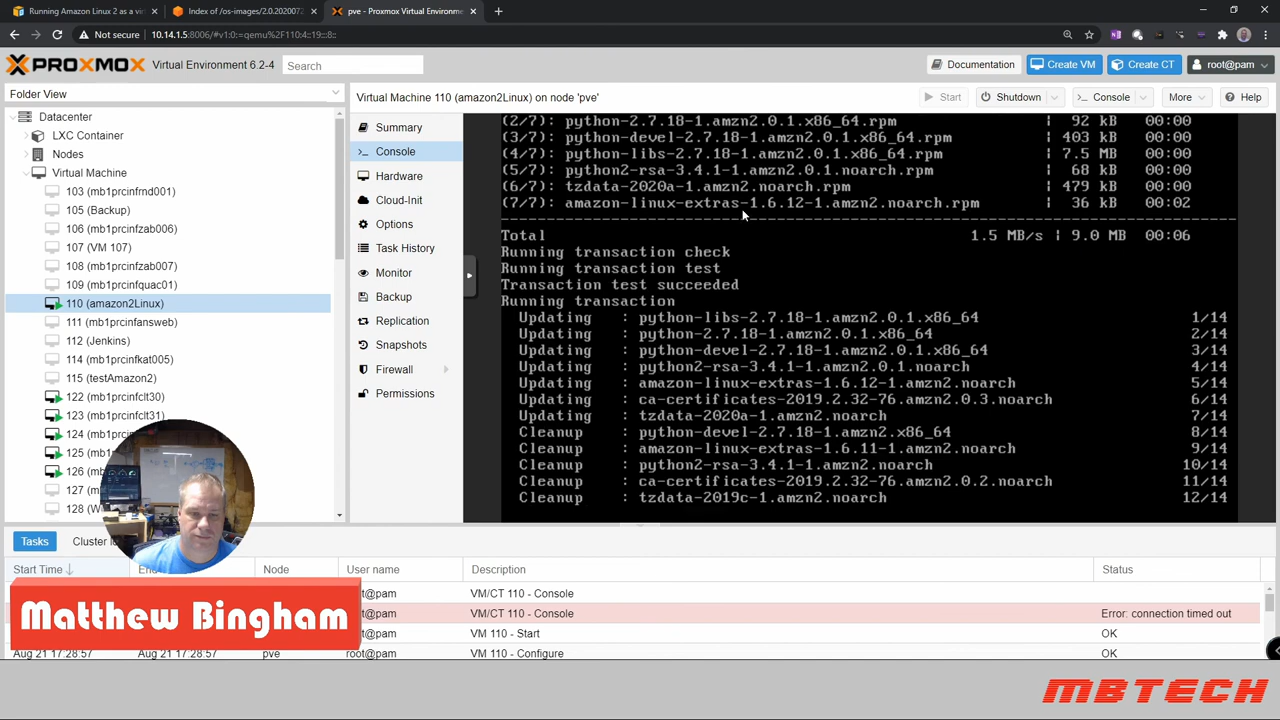 Running Amazon Linux 2 as a vi
Index of /os-images/2.0.2020072
pve - Proxmox Virtual Environme
Not secure
10.14.1.5:8006/#v1:0:=qemu%2F110:4::19:::8::
PROXMOX
Virtual Environment 6.2-4
Search
Documentation
Create VM
Create CT
root@pam
Folder View
Datacenter
LXC Container
Nodes
Virtual Machine
103 (mb1prcinfrnd001)
105 (Backup)
106 (mb1prcinfzab006)
107 (VM 107)
108 (mb1prcinfzab007)
109 (mb1prcinfquac01)
110 (amazon2Linux)
111 (mb1prcinfansweb)
112 (Jenkins)
114 (mb1prcinfkat005)
115 (testAmazon2)
122 (mb1prcinfclt30)
123 (mb1prcinfclt31)
124 (mb1prcinf
125 (mb
126 (m
127 (
128 (W
Virtual Machine 110 (amazon2Linux) on node 'pve'
Start
Shutdown
Console
More
Help
Summary
Console
Hardware
Cloud-Init
Options
Task History
Monitor
Backup
Replication
Snapshots
Firewall
Permissions
(2/7): python-2.7.18-1.amzn2.0.1.x86_64.rpm | 92 kB 00:00
(3/7): python-devel-2.7.18-1.amzn2.0.1.x86_64.rpm | 403 kB 00:00
(4/7): python-libs-2.7.18-1.amzn2.0.1.x86_64.rpm | 7.5 MB 00:00
(5/7): python2-rsa-3.4.1-1.amzn2.0.1.noarch.rpm | 68 kB 00:00
(6/7): tzdata-2020a-1.amzn2.noarch.rpm | 479 kB 00:00
(7/7): amazon-linux-extras-1.6.12-1.amzn2.noarch.rpm | 36 kB 00:02
--------------------------------------------------------------------------------
Total 1.5 MB/s | 9.0 MB 00:06
Running transaction check
Running transaction test
Transaction test succeeded
Running transaction
Updating : python-libs-2.7.18-1.amzn2.0.1.x86_64 1/14
Updating : python-2.7.18-1.amzn2.0.1.x86_64 2/14
Updating : python-devel-2.7.18-1.amzn2.0.1.x86_64 3/14
Updating : python2-rsa-3.4.1-1.amzn2.0.1.noarch 4/14
Updating : amazon-linux-extras-1.6.12-1.amzn2.noarch 5/14
Updating : ca-certificates-2019.2.32-76.amzn2.0.3.noarch 6/14
Updating : tzdata-2020a-1.amzn2.noarch 7/14
Cleanup : python-devel-2.7.18-1.amzn2.x86_64 8/14
Cleanup : amazon-linux-extras-1.6.11-1.amzn2.noarch 9/14
Cleanup : python2-rsa-3.4.1-1.amzn2.noarch 10/14
Cleanup : ca-certificates-2019.2.32-76.amzn2.0.2.noarch 11/14
Cleanup : tzdata-2019c-1.amzn2.noarch 12/14
Tasks
Cluster
Start Time
Node
User name
Description
Status
t@pam VM/CT 110 - Console
t@pam VM/CT 110 - Console Error: connection timed out
t@pam VM 110 - Start OK
Aug 21 17:28:57 Aug 21 17:28:57 pve root@pam VM 110 - Configure OK
Matthew Bingham
MBTECH